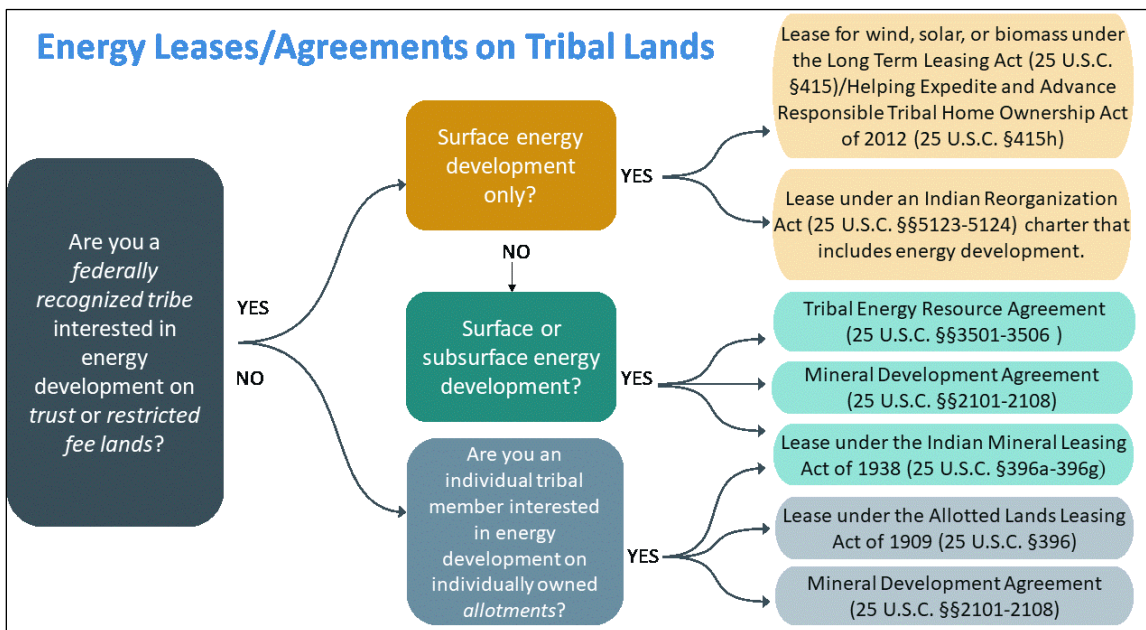 Energy Leases/Agreements on Tribal Lands
Are you a
federally
recognized tribe
interested in
energy
development on
trust or restricted
fee lands?
YES
NO
Surface energy
development
only?
YES
NO
Surface or
subsurface energy
development?
YES
Are you an
individual tribal
member interested
in energy
development on
individually owned
allotments?
YES
Lease for wind, solar, or biomass under
the Long Term Leasing Act (25 U.S.C.
§415)/Helping Expedite and Advance
Responsible Tribal Home Ownership Act
of 2012 (25 U.S.C. §415h)
Lease under an Indian Reorganization
Act (25 U.S.C. §§5123-5124) charter that
includes energy development.
Tribal Energy Resource Agreement
(25 U.S.C. §§3501-3506 )
Mineral Development Agreement
(25 U.S.C. §§2101-2108)
Lease under the Indian Mineral Leasing
Act of 1938 (25 U.S.C. §396a-396g)
Lease under the Allotted Lands Leasing
Act of 1909 (25 U.S.C. §396)
Mineral Development Agreement
(25 U.S.C. §§2101-2108)